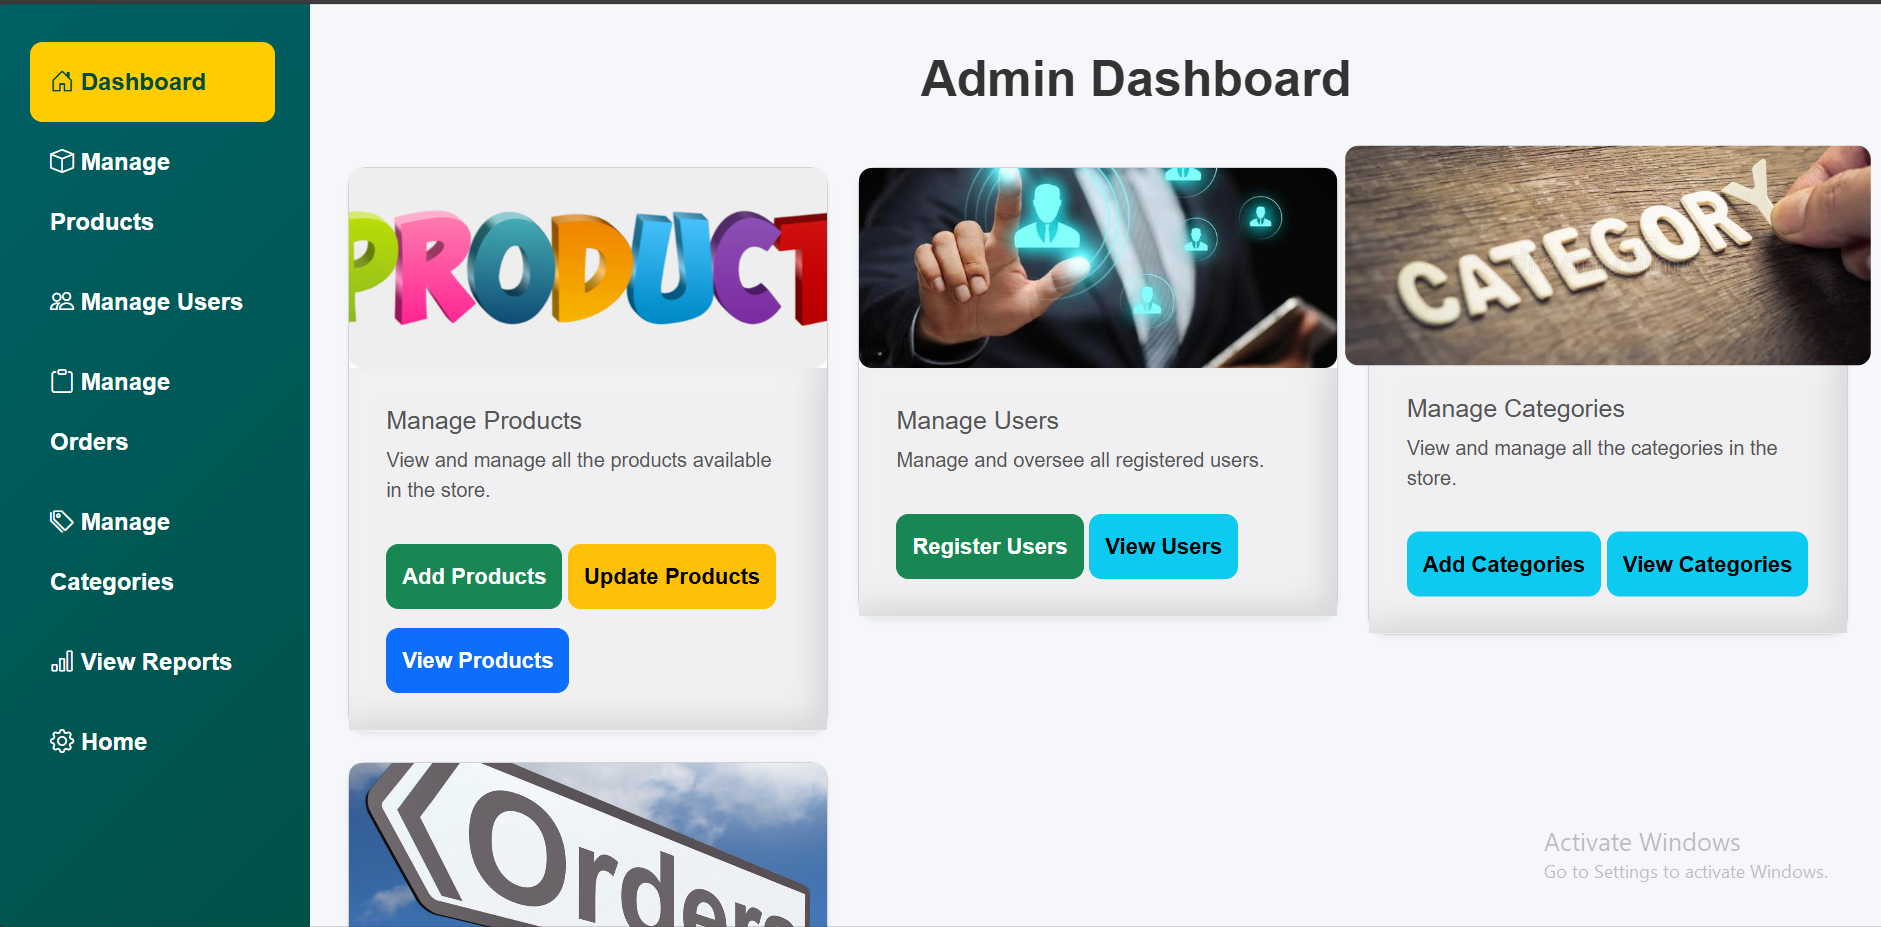 Dashboard
Manage
Products
Manage Users
Manage
Orders
Manage
Categories
View Reports
Home
Admin Dashboard
PRODUCT
Manage Products
View and manage all the products available
in the store.
Add Products
Update Products
View Products
Manage Users
Manage and oversee all registered users.
Register Users
View Users
CATEGORY
Manage Categories
View and manage all the categories in the
store.
Add Categories
View Categories
Orders
Activate Windows
Go to Settings to activate Windows.